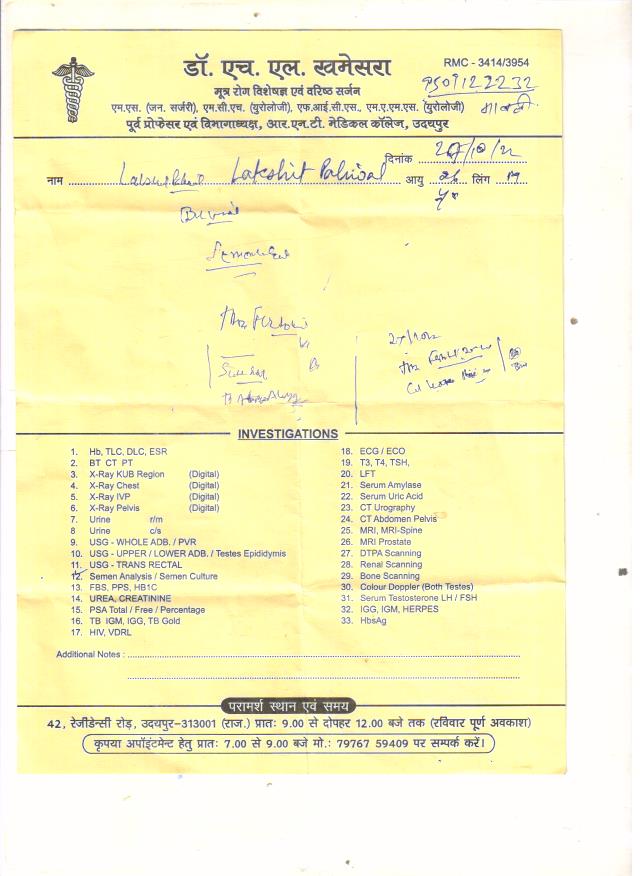 डॉ. एच. एल. खमेसरा
RMC - 3414/3954
मूत्र रोग विशेषज्ञ एवं वरिष्ठ सर्जन
एम.एस. (जन. सर्जरी), एम.सी.एच. (यूरोलोजी), एफ.आई.सी.एस., एम.ए.एम.एस. (यूरोलोजी)
पूर्व प्रोफेसर एवं विभागाध्यक्ष, आर.एन.टी. मेडिकल कॉलेज, उदयपुर
दिनांक
नाम Lakshit Paliwal आयु लिंग M
INVESTIGATIONS
1. Hb, TLC, DLC, ESR
2. BT CT PT
3. X-Ray KUB Region (Digital)
4. X-Ray Chest (Digital)
5. X-Ray IVP (Digital)
6. X-Ray Pelvis (Digital)
7. Urine r/m
8 Urine c/s
9. USG - WHOLE ADB. / PVR
10. USG - UPPER / LOWER ADB. / Testes Epididymis
11. USG - TRANS RECTAL
12. Semen Analysis / Semen Culture
13. FBS, PPS, HB1C
14. UREA, CREATININE
15. PSA Total / Free / Percentage
16. TB IGM, IGG, TB Gold
17. HIV, VDRL
18. ECG / ECO
19. T3, T4, TSH,
20. LFT
21. Serum Amylase
22. Serum Uric Acid
23. CT Urography
24. CT Abdomen Pelvis
25. MRI, MRI-Spine
26. MRI Prostate
27. DTPA Scanning
28. Renal Scanning
29. Bone Scanning
30. Colour Doppler (Both Testes)
31. Serum Testosterone LH / FSH
32. IGG, IGM, HERPES
33. HbsAg
Additional Notes :
परामर्श स्थान एवं समय
42, रेजीडेन्सी रोड़, उदयपुर-313001 (राज.) प्रातः 9.00 से दोपहर 12.00 बजे तक (रविवार पूर्ण अवकाश)
कृपया अपॉइंटमेन्ट हेतु प्रातः 7.00 से 9.00 बजे मो.: 79767 59409 पर सम्पर्क करें।